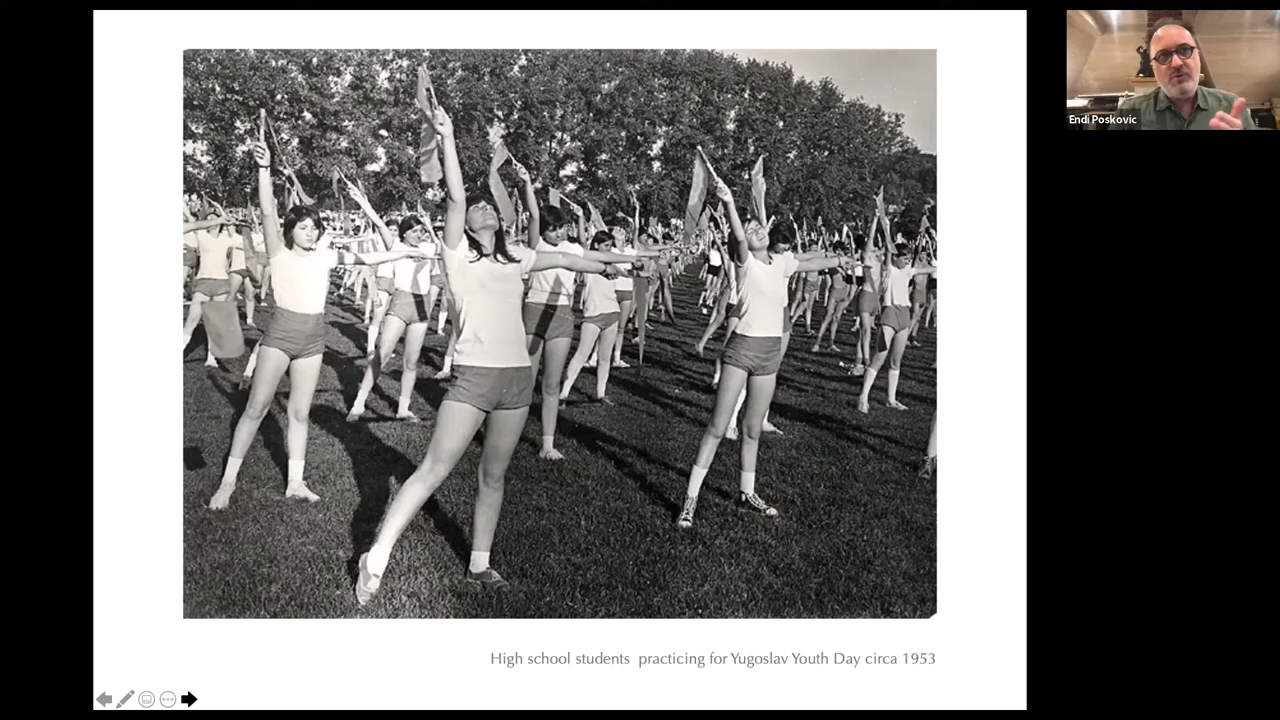 Endi Poskovic
High school students  practicing for Yugoslav Youth Day circa 1953